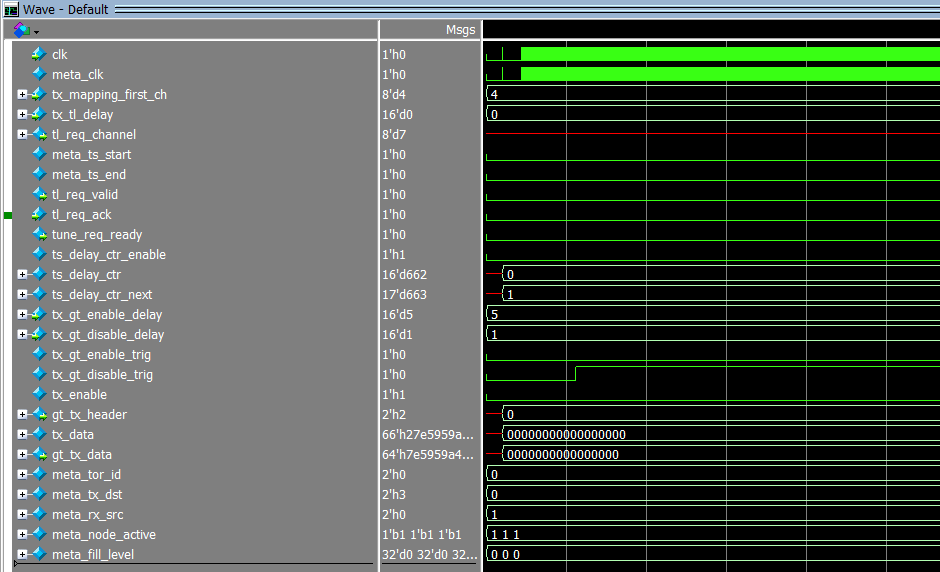 Wave - Default
Msgs
clk 1'h0
meta_clk 1'h0
tx_mapping_first_ch 8'd4 4
tx_tl_delay 16'd0 0
tl_req_channel 8'd7
meta_ts_start 1'h0
meta_ts_end 1'h0
tl_req_valid 1'h0
tl_req_ack 1'h0
tune_req_ready 1'h0
ts_delay_ctr_enable 1'h1
ts_delay_ctr 16'd662 0
ts_delay_ctr_next 17'd663 1
tx_gt_enable_delay 16'd5 5
tx_gt_disable_delay 16'd1 1
tx_gt_enable_trig 1'h0
tx_gt_disable_trig 1'h0
tx_enable 1'h1
gt_tx_header 2'h2 0
tx_data 66'h27e5959a... 00000000000000000
gt_tx_data 64'h7e5959a4... 0000000000000000
meta_tor_id 2'h0 0
meta_tx_dst 2'h3 0
meta_rx_src 2'h0 1
meta_node_active 1'b1 1'b1 1'b1 1 1 1
meta_fill_level 32'd0 32'd0 32... 0 0 0